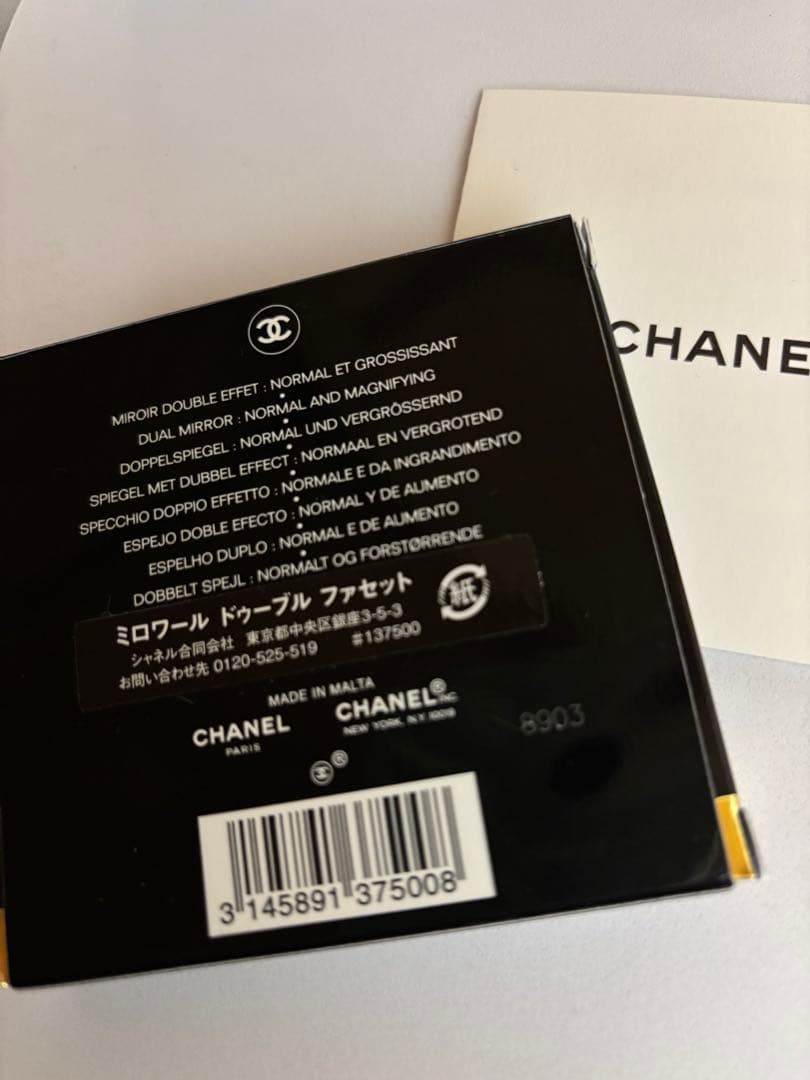 CHANE
MIROIR DOUBLE EFFET : NORMAL ET GROSSISSANT
DUAL MIRROR : NORMAL AND MAGNIFYING
DOPPELSPIEGEL : NORMAL UND VERGRÖSSERND
SPIEGEL MET DUBBEL EFFECT : NORMAAL EN VERGROTEND
SPECCHIO DOPPIO EFFETTO : NORMALE E DA INGRANDIMENTO
ESPEJO DOBLE EFECTO : NORMAL Y DE AUMENTO
ESPELHO DUPLO : NORMAL E DE AUMENTO
DOBBELT SPEJL : NORMALT OG FORSTØRRENDE
ミロワール ドゥーブル ファセット
シャネル合同会社 東京都中央区銀座3-5-3
お問い合わせ先 0120-525-519 #137500
紙
MADE IN MALTA
CHANEL
PARIS
CHANEL® INC
NEW YORK, N.Y. 10019
®
8903
3 145891 375008